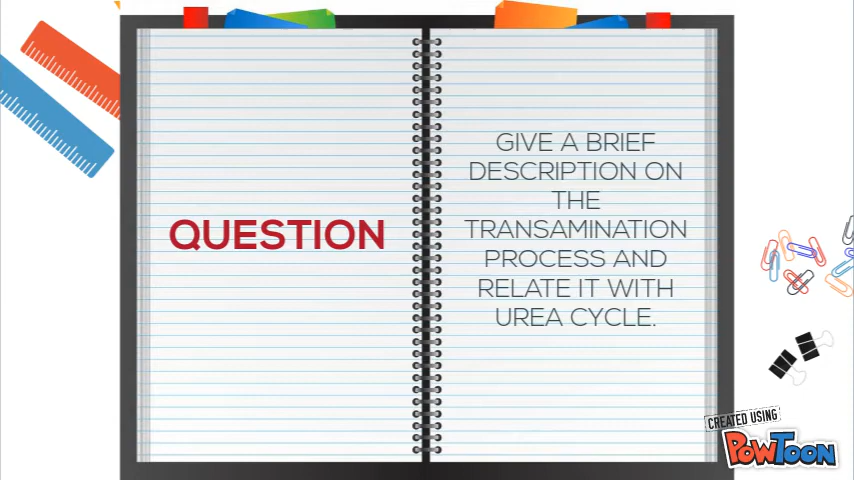 QUESTION
GIVE A BRIEF
DESCRIPTION ON
THE
TRANSAMINATION
PROCESS AND
RELATE IT WITH
UREA CYCLE.
CREATED USING
POWTOON